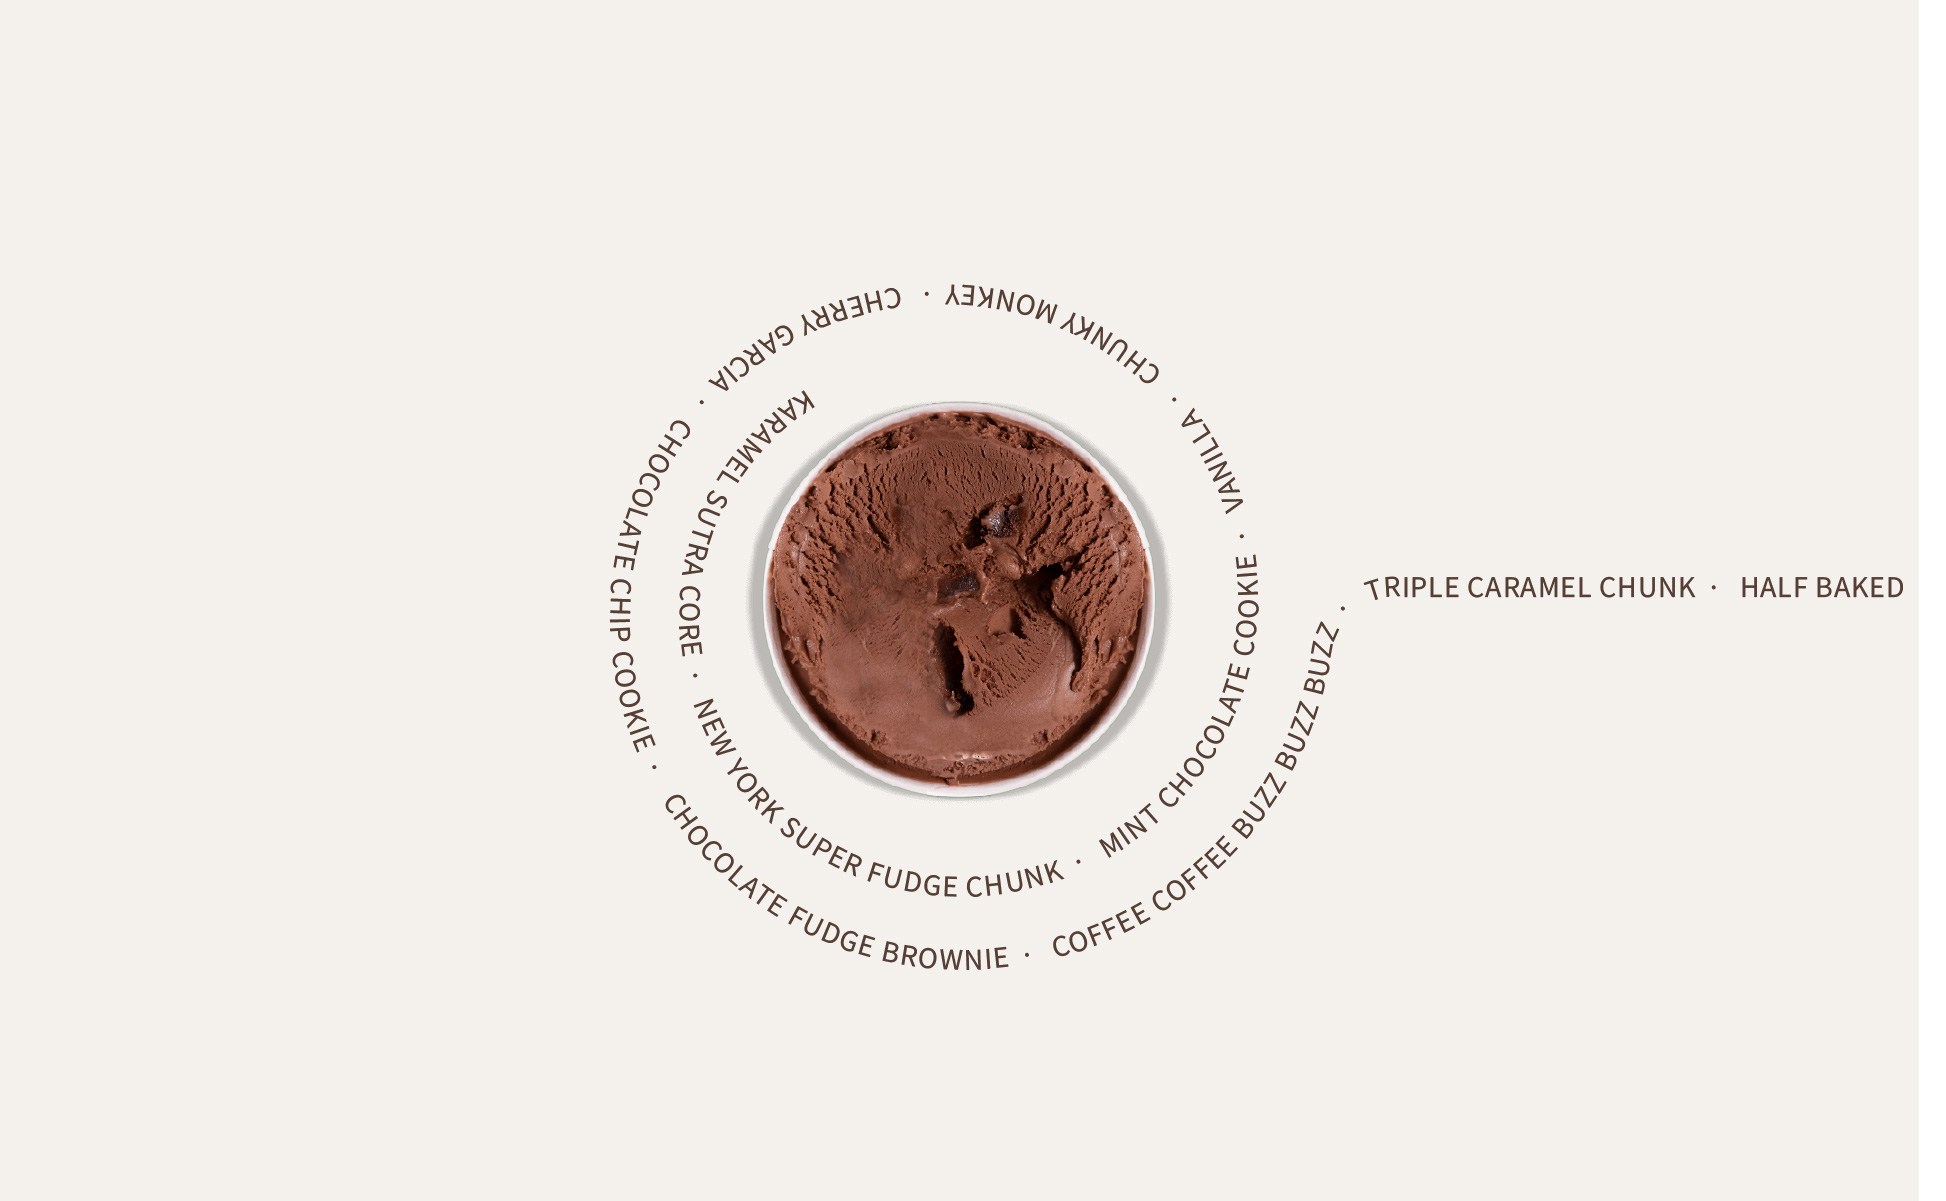 KARAMEL SUTRA CORE · NEW YORK SUPER FUDGE CHUNK · MINT CHOCOLATE COOKIE · VANILLA · CHUNKY MONKEY · CHERRY GARCIA · CHOCOLATE CHIP COOKIE · CHOCOLATE FUDGE BROWNIE · COFFEE COFFEE BUZZ BUZZ BUZZ · TRIPLE CARAMEL CHUNK · HALF BAKED